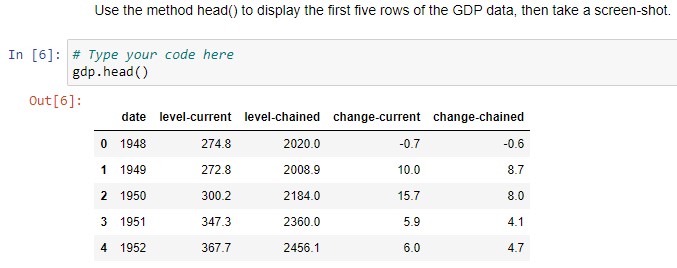 Use the method head() to display the first five rows of the GDP data, then take a screen-shot.
In [6]: # Type your code here
gdp.head()
Out[6]:
date level-current level-chained change-current change-chained
0 1948 274.8 2020.0 -0.7 -0.6
1 1949 272.8 2008.9 10.0 8.7
2 1950 300.2 2184.0 15.7 8.0
3 1951 347.3 2360.0 5.9 4.1
4 1952 367.7 2456.1 6.0 4.7